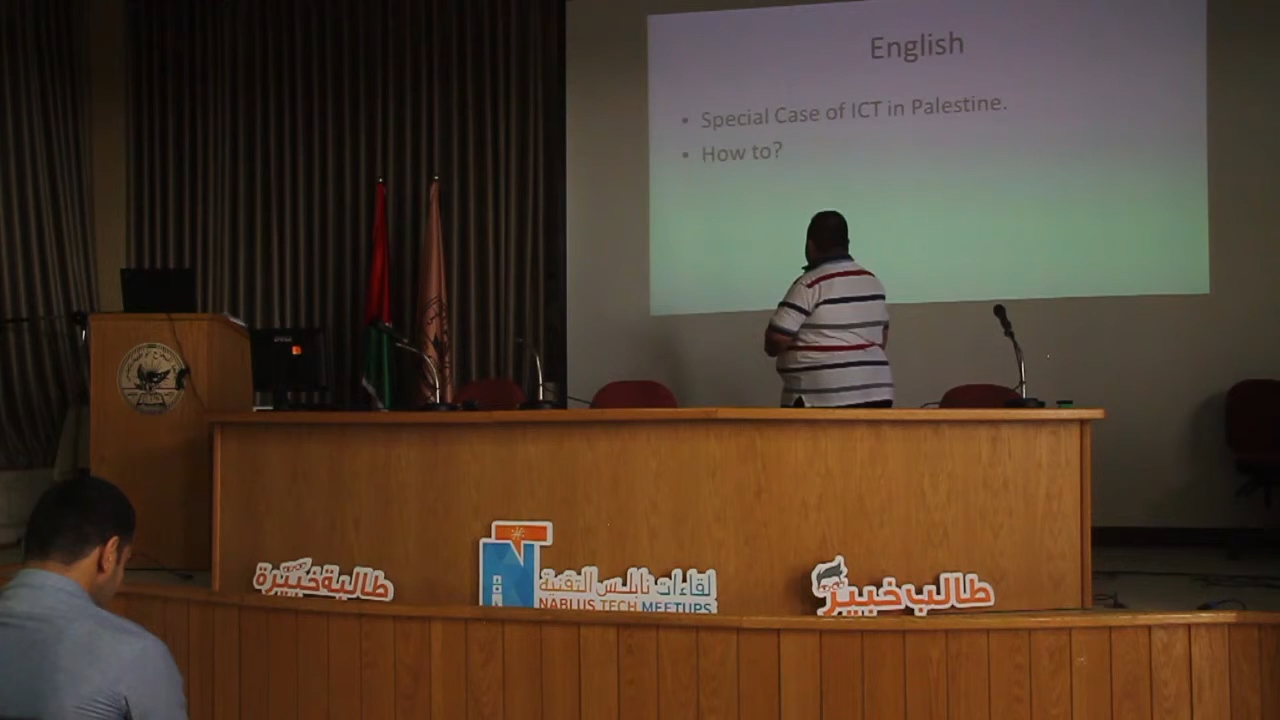 English
• Special Case of ICT in Palestine.
• How to?
طالبة خبيرة
لقاءات نابلس التقنية
NABLUS TECH MEETUPS
طالب خبير